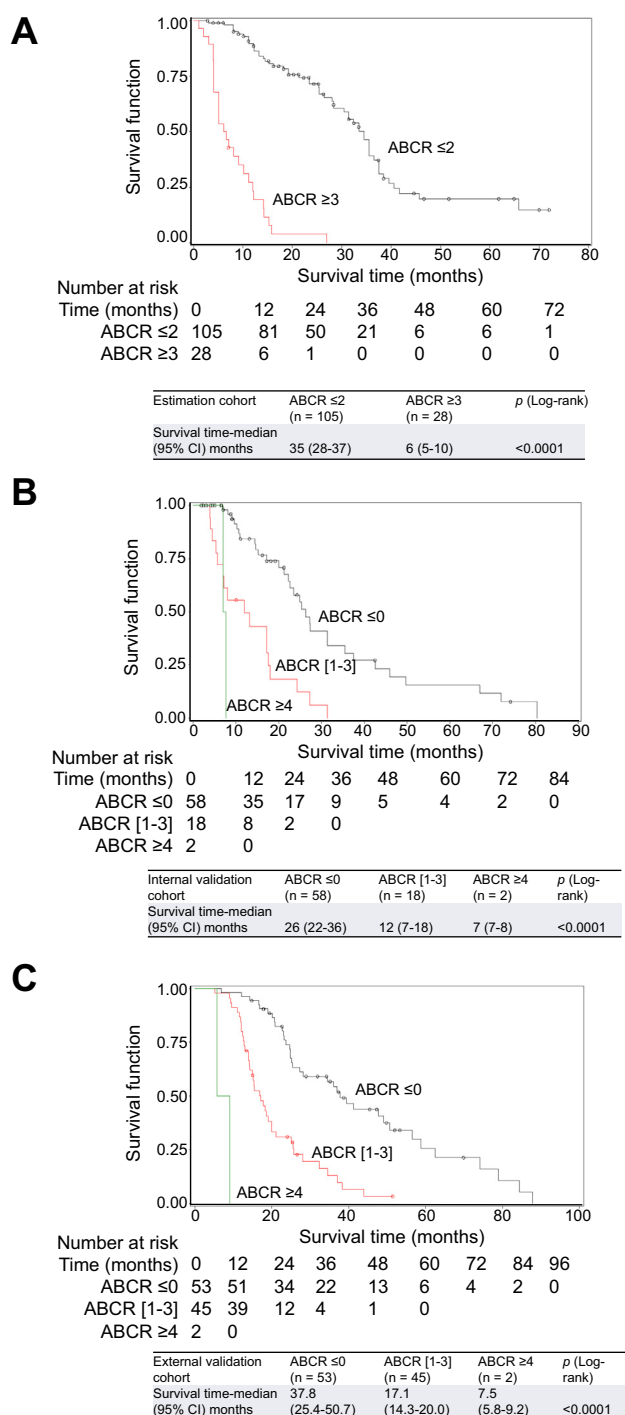 A
Survival function
1.00
0.75
0.50
0.25
0.00
ABCR ≤2
ABCR ≥3
0 10 20 30 40 50 60 70 80
Survival time (months)
Number at risk
Time (months) 0 12 24 36 48 60 72
ABCR ≤2 105 81 50 21 6 6 1
ABCR ≥3 28 6 1 0 0 0 0
Estimation cohort ABCR ≤2 ABCR ≥3 p (Log-rank)
(n = 105) (n = 28)
Survival time-median
(95% CI) months 35 (28-37) 6 (5-10) <0.0001
B
Survival function
1.00
0.75
0.50
0.25
0.00
ABCR ≤0
ABCR [1-3]
ABCR ≥4
0 10 20 30 40 50 60 70 80 90
Survival time (months)
Number at risk
Time (months) 0 12 24 36 48 60 72 84
ABCR ≤0 58 35 17 9 5 4 2 0
ABCR [1-3] 18 8 2 0
ABCR ≥4 2 0
Internal validation ABCR ≤0 ABCR [1-3] ABCR ≥4 p (Log-
cohort (n = 58) (n = 18) (n = 2) rank)
Survival time-median
(95% CI) months 26 (22-36) 12 (7-18) 7 (7-8) <0.0001
C
Survival function
1.00
0.75
0.50
0.25
0.00
ABCR ≤0
ABCR [1-3]
ABCR ≥4
0 20 40 60 80 100
Survival time (months)
Number at risk
Time (months) 0 12 24 36 48 60 72 84 96
ABCR ≤0 53 51 34 22 13 6 4 2 0
ABCR [1-3] 45 39 12 4 1 0
ABCR ≥4 2 0
External validation ABCR ≤0 ABCR [1-3] ABCR ≥4 p (Log-
cohort (n = 53) (n = 45) (n = 2) rank)
Survival time-median 37.8 17.1 7.5
(95% CI) months (25.4-50.7) (14.3-20.0) (5.8-9.2) <0.0001